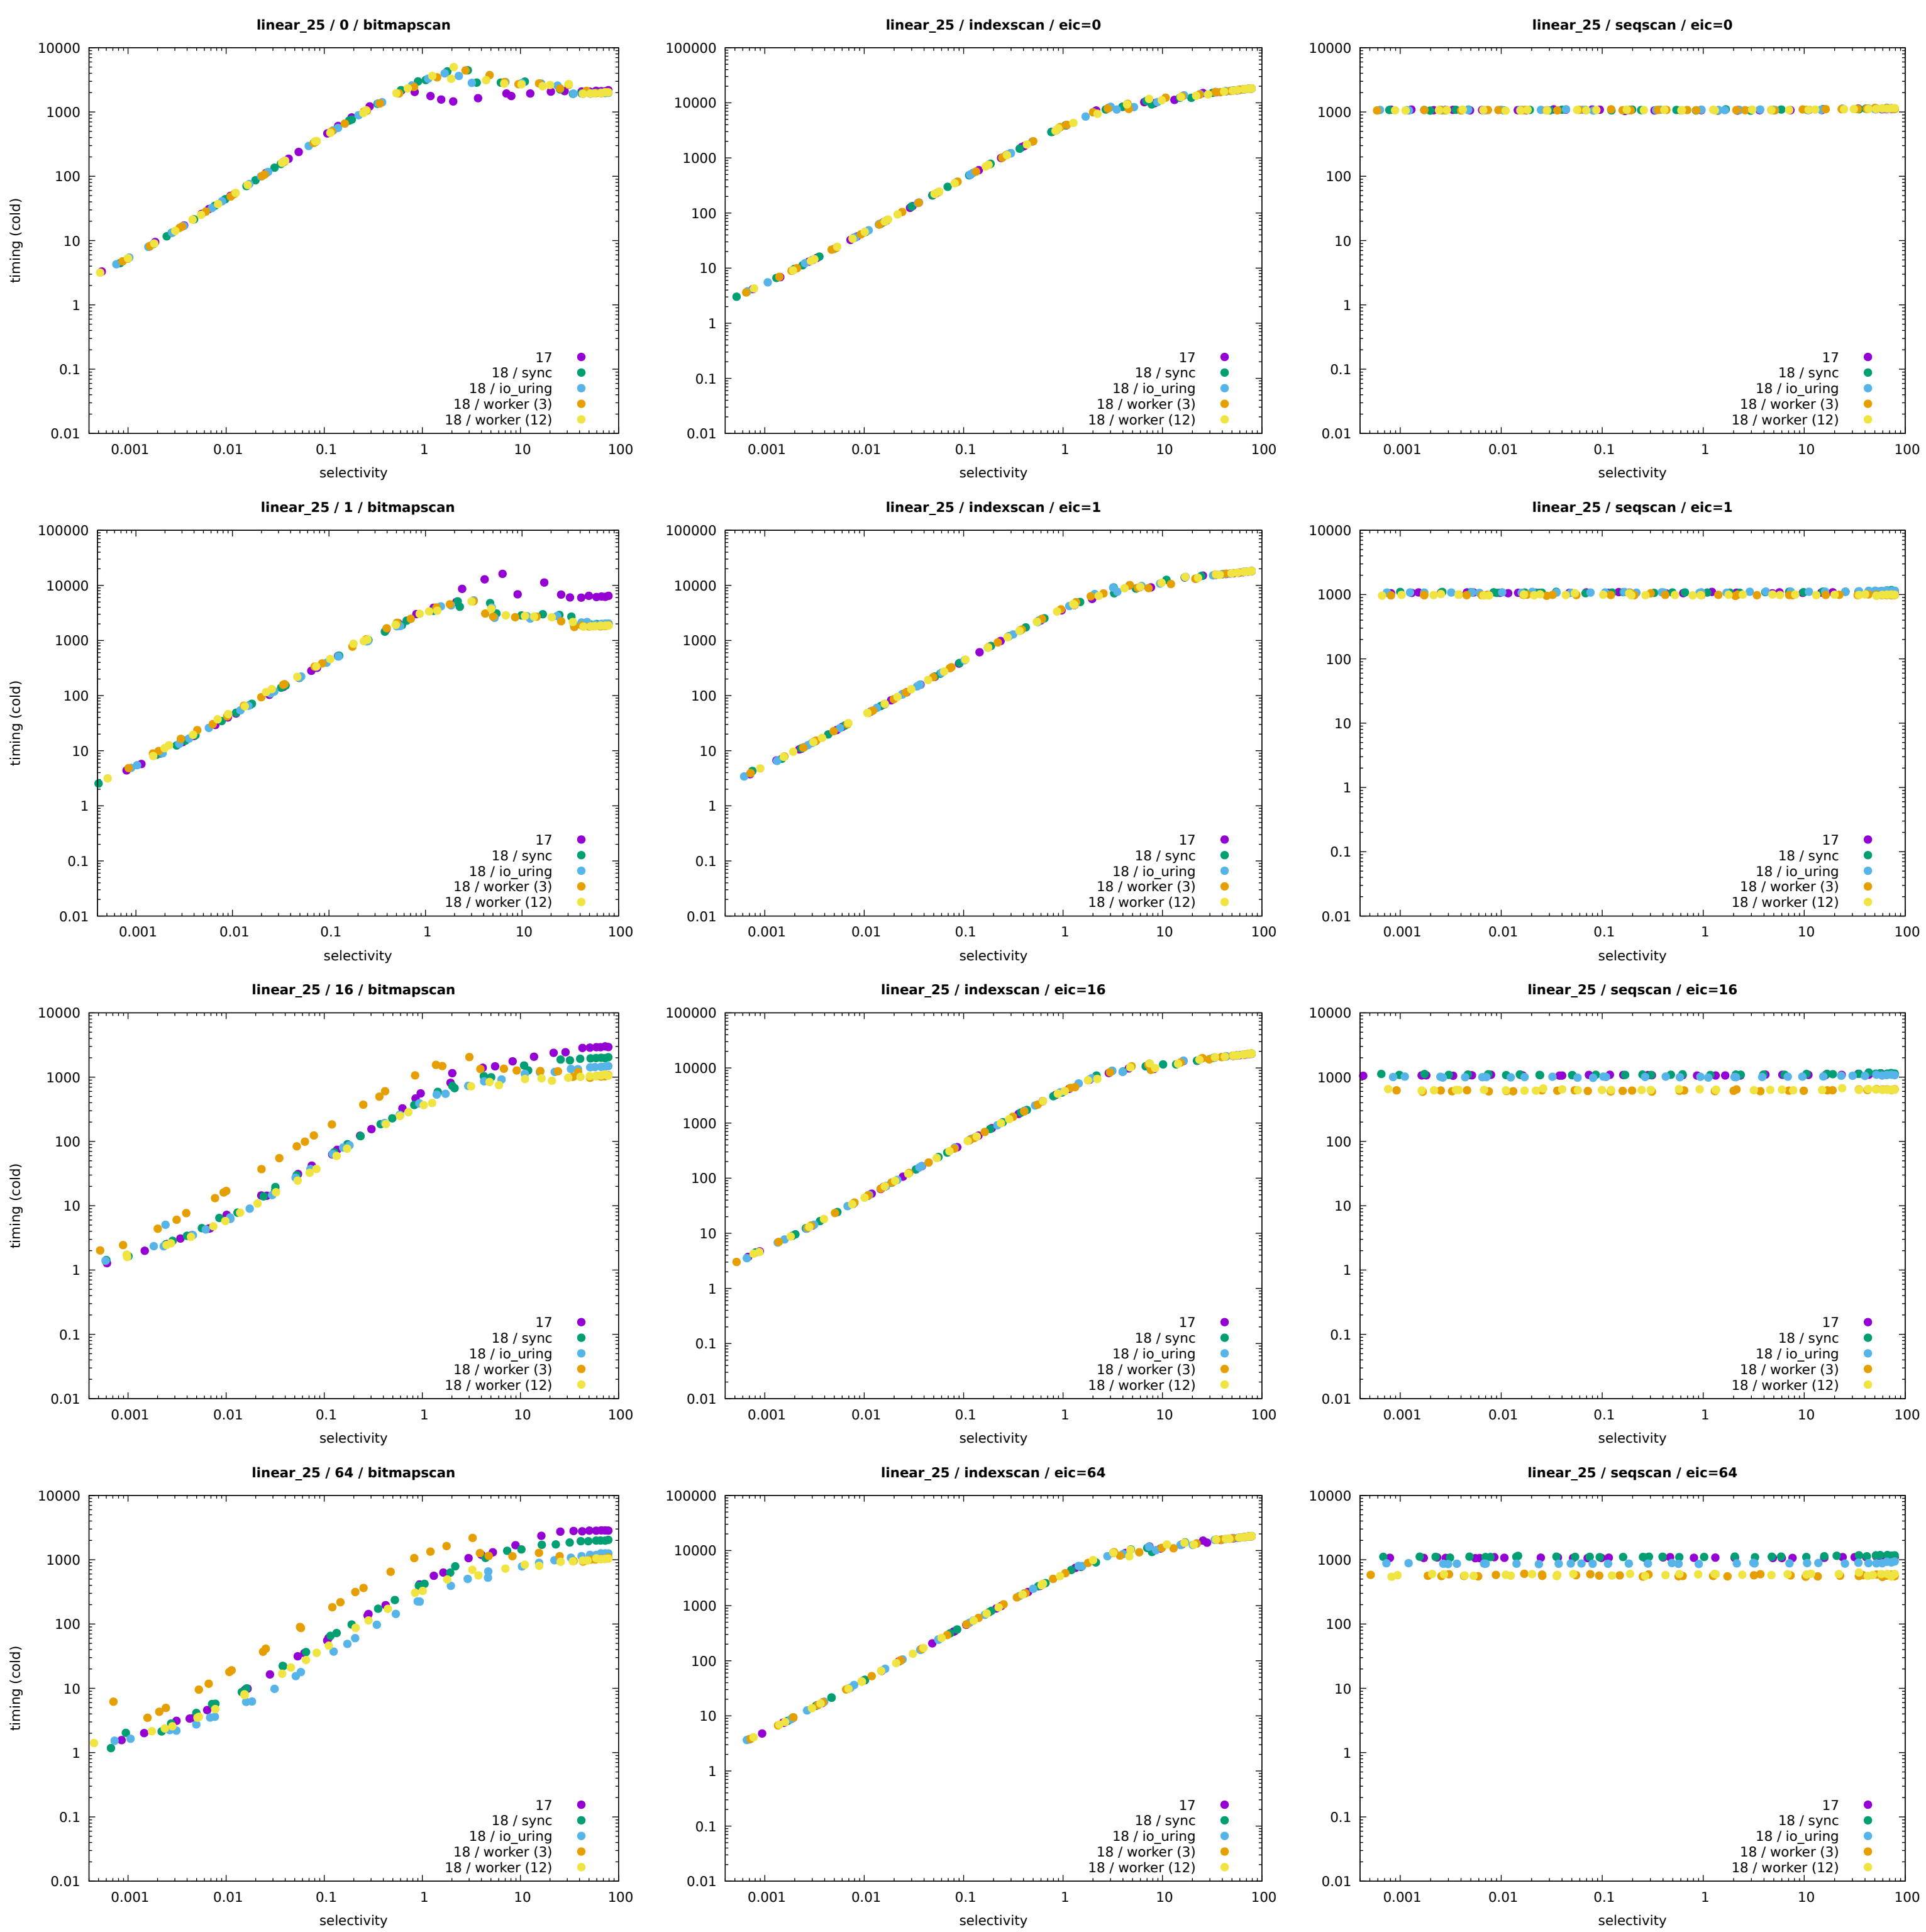 linear_25 / 0 / bitmapscan
10000
1000
100
10
1
0.1
0.01
timing (cold)
17
18 / sync
18 / io_uring
18 / worker (3)
18 / worker (12)
0.001 0.01 0.1 1 10 100
selectivity
linear_25 / indexscan / eic=0
100000
10000
1000
100
10
1
0.1
0.01
17
18 / sync
18 / io_uring
18 / worker (3)
18 / worker (12)
0.001 0.01 0.1 1 10 100
selectivity
linear_25 / seqscan / eic=0
10000
1000
100
10
1
0.1
0.01
17
18 / sync
18 / io_uring
18 / worker (3)
18 / worker (12)
0.001 0.01 0.1 1 10 100
selectivity
linear_25 / 1 / bitmapscan
100000
10000
1000
100
10
1
0.1
0.01
timing (cold)
17
18 / sync
18 / io_uring
18 / worker (3)
18 / worker (12)
0.001 0.01 0.1 1 10 100
selectivity
linear_25 / indexscan / eic=1
100000
10000
1000
100
10
1
0.1
0.01
17
18 / sync
18 / io_uring
18 / worker (3)
18 / worker (12)
0.001 0.01 0.1 1 10 100
selectivity
linear_25 / seqscan / eic=1
10000
1000
100
10
1
0.1
0.01
17
18 / sync
18 / io_uring
18 / worker (3)
18 / worker (12)
0.001 0.01 0.1 1 10 100
selectivity
linear_25 / 16 / bitmapscan
10000
1000
100
10
1
0.1
0.01
timing (cold)
17
18 / sync
18 / io_uring
18 / worker (3)
18 / worker (12)
0.001 0.01 0.1 1 10 100
selectivity
linear_25 / indexscan / eic=16
100000
10000
1000
100
10
1
0.1
0.01
17
18 / sync
18 / io_uring
18 / worker (3)
18 / worker (12)
0.001 0.01 0.1 1 10 100
selectivity
linear_25 / seqscan / eic=16
10000
1000
100
10
1
0.1
0.01
17
18 / sync
18 / io_uring
18 / worker (3)
18 / worker (12)
0.001 0.01 0.1 1 10 100
selectivity
linear_25 / 64 / bitmapscan
10000
1000
100
10
1
0.1
0.01
timing (cold)
17
18 / sync
18 / io_uring
18 / worker (3)
18 / worker (12)
0.001 0.01 0.1 1 10 100
selectivity
linear_25 / indexscan / eic=64
100000
10000
1000
100
10
1
0.1
0.01
17
18 / sync
18 / io_uring
18 / worker (3)
18 / worker (12)
0.001 0.01 0.1 1 10 100
selectivity
linear_25 / seqscan / eic=64
10000
1000
100
10
1
0.1
0.01
17
18 / sync
18 / io_uring
18 / worker (3)
18 / worker (12)
0.001 0.01 0.1 1 10 100
selectivity